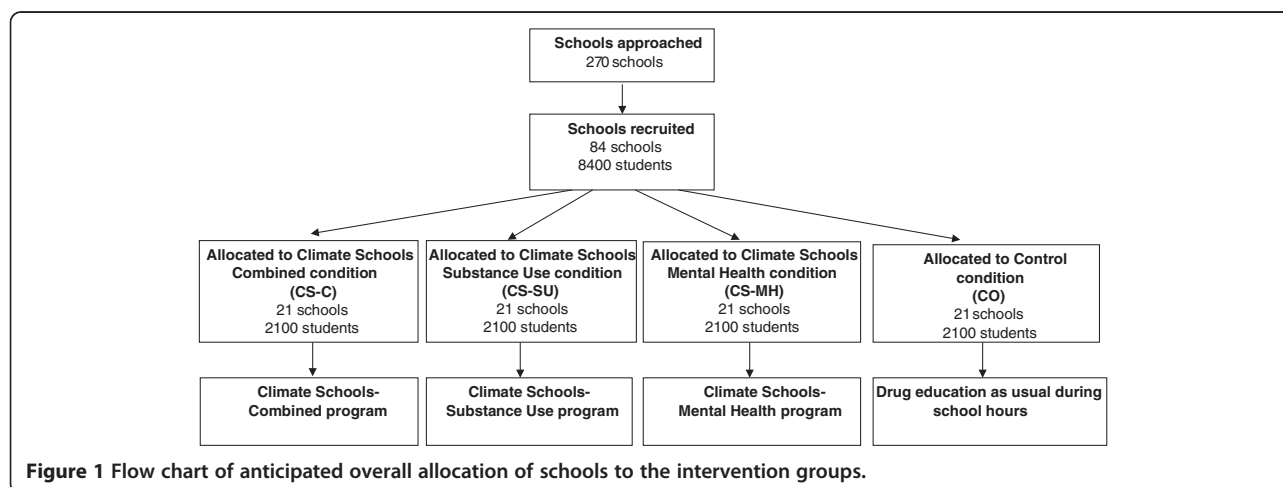 Schools approached
270 schools
Schools recruited
84 schools
8400 students
Allocated to Climate Schools
Combined condition
(CS-C)
21 schools
2100 students
Allocated to Climate Schools
Substance Use condition
(CS-SU)
21 schools
2100 students
Allocated to Climate Schools
Mental Health condition
(CS-MH)
21 schools
2100 students
Allocated to Control
condition
(CO)
21 schools
2100 students
Climate Schools-
Combined program
Climate Schools-
Substance Use program
Climate Schools-
Mental Health program
Drug education as usual during
school hours
Figure 1 Flow chart of anticipated overall allocation of schools to the intervention groups.